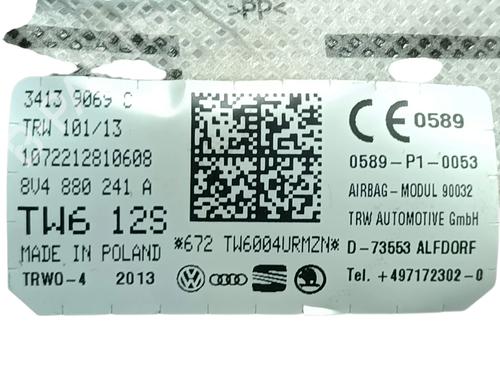 >PP<
3413 9069 C
TRW 101/13
1072212810608
8V4 880 241 A
TW6 12S
MADE IN POLAND
TRWO-4 2013
*672 TW6004URMZN*
CE 0589
0589-P1-0053
AIRBAG-MODUL 90032
TRW AUTOMOTIVE GmbH
D-73553 ALFDORF
Tel. +497172302-0